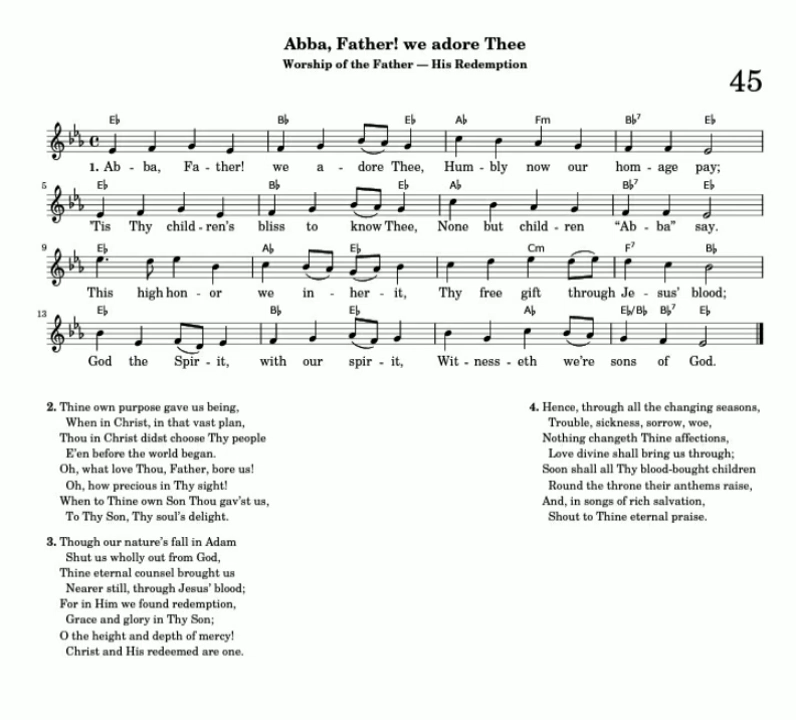 Abba, Father! we adore Thee
Worship of the Father — His Redemption
45
E♭ B♭ E♭ A♭ Fm B♭7 E♭
1. Ab - ba, Fa - ther! we a - dore Thee, Hum - bly now our hom - age pay;
5 E♭ B♭ E♭ A♭ B♭7 E♭
'Tis Thy child - ren's bliss to know Thee, None but child - ren “Ab - ba” say.
9 E♭ A♭ E♭ Cm F7 B♭
This high hon - or we in - her - it, Thy free gift through Je - sus' blood;
13 E♭ B♭ E♭ A♭ E♭/B♭ B♭7 E♭
God the Spir - it, with our spir - it, Wit - ness - eth we're sons of God.
2. Thine own purpose gave us being,
When in Christ, in that vast plan,
Thou in Christ didst choose Thy people
E'en before the world began.
Oh, what love Thou, Father, bore us!
Oh, how precious in Thy sight!
When to Thine own Son Thou gav'st us,
To Thy Son, Thy soul's delight.
3. Though our nature's fall in Adam
Shut us wholly out from God,
Thine eternal counsel brought us
Nearer still, through Jesus' blood;
For in Him we found redemption,
Grace and glory in Thy Son;
O the height and depth of mercy!
Christ and His redeemed are one.
4. Hence, through all the changing seasons,
Trouble, sickness, sorrow, woe,
Nothing changeth Thine affections,
Love divine shall bring us through;
Soon shall all Thy blood-bought children
Round the throne their anthems raise,
And, in songs of rich salvation,
Shout to Thine eternal praise.